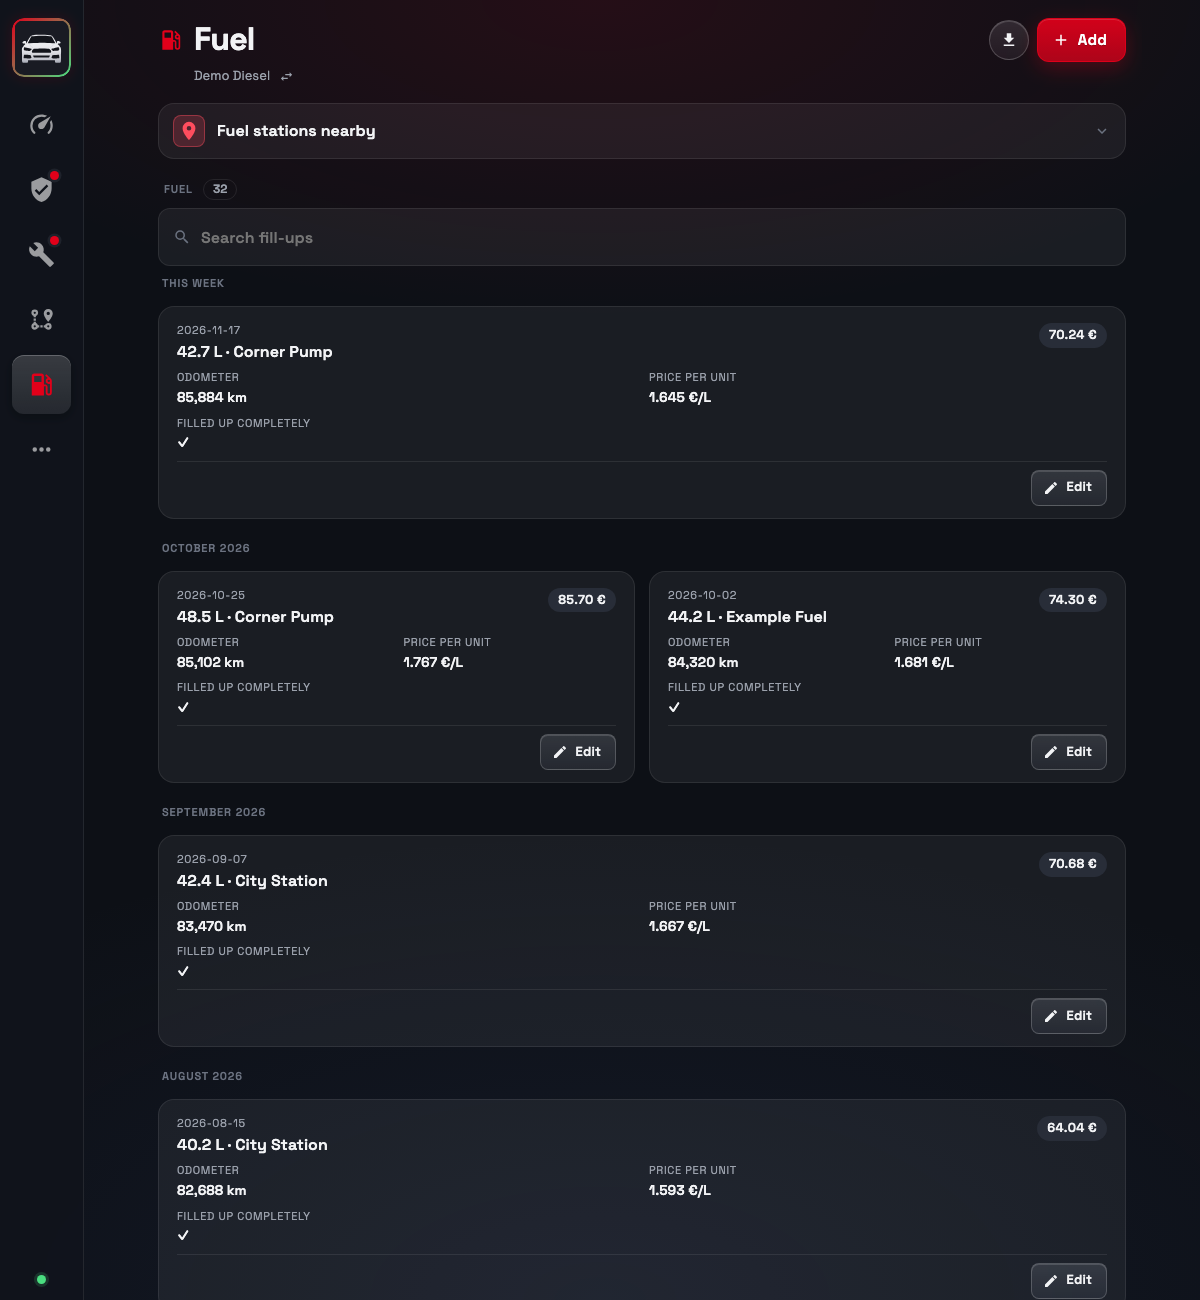 Fuel
Add
Demo Diesel
Fuel stations nearby
FUEL 32
Search fill-ups
THIS WEEK
2026-11-17
70.24 €
42.7 L · Corner Pump
ODOMETER PRICE PER UNIT
85,884 km 1.645 €/L
FILLED UP COMPLETELY
Edit
OCTOBER 2026
2026-10-25
85.70 €
48.5 L · Corner Pump
ODOMETER PRICE PER UNIT
85,102 km 1.767 €/L
FILLED UP COMPLETELY
Edit
2026-10-02
74.30 €
44.2 L · Example Fuel
ODOMETER PRICE PER UNIT
84,320 km 1.681 €/L
FILLED UP COMPLETELY
Edit
SEPTEMBER 2026
2026-09-07
70.68 €
42.4 L · City Station
ODOMETER PRICE PER UNIT
83,470 km 1.667 €/L
FILLED UP COMPLETELY
Edit
AUGUST 2026
2026-08-15
64.04 €
40.2 L · City Station
ODOMETER PRICE PER UNIT
82,688 km 1.593 €/L
FILLED UP COMPLETELY
Edit